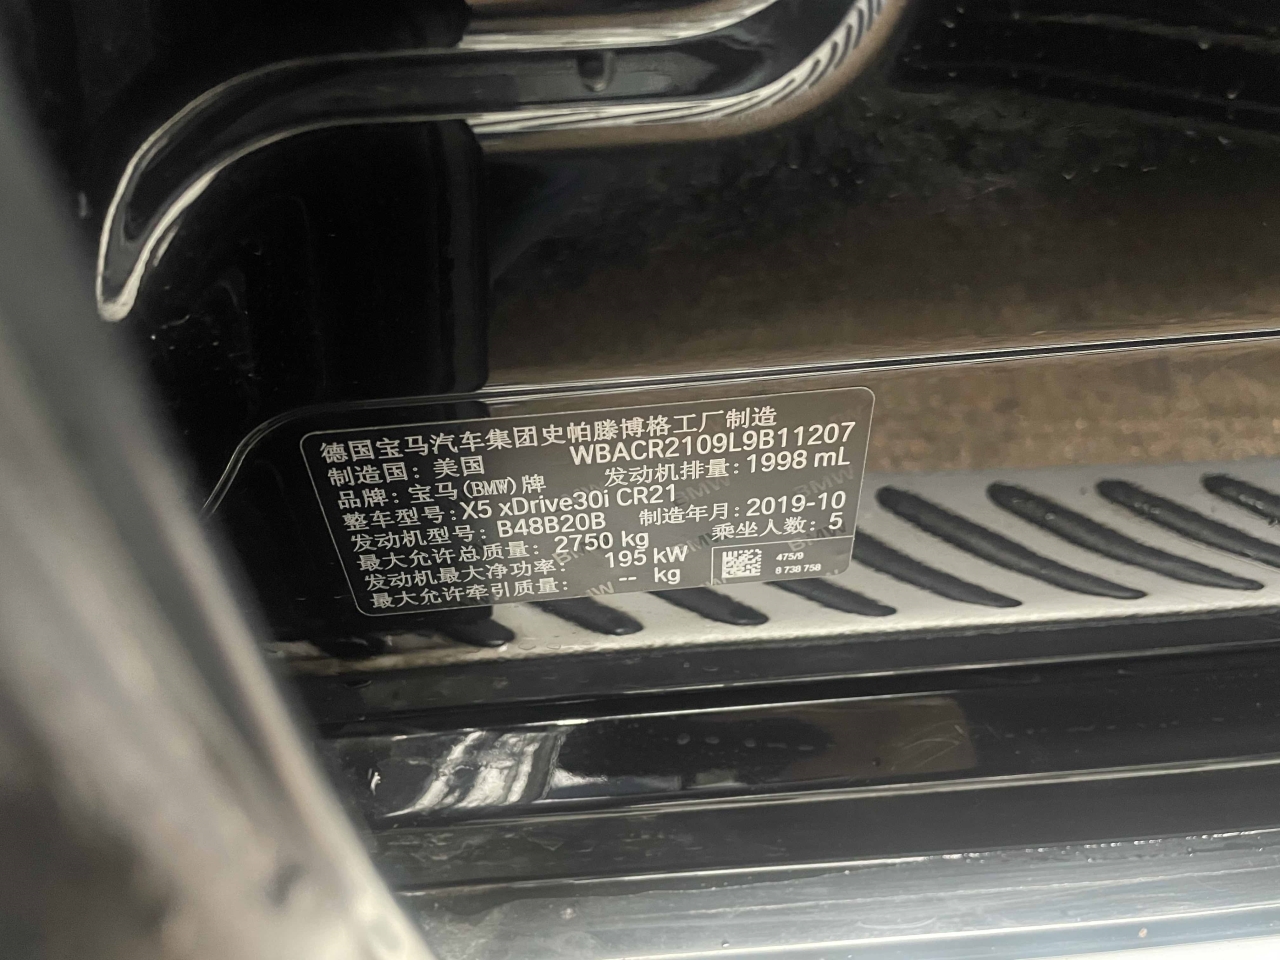 德国宝马汽车集团史帕滕博格工厂制造
制造国：美国 WBACR2109L9B11207
品牌：宝马(BMW)牌 发动机排量：1998 mL
整车型号：X5 xDrive30i CR21
发动机型号：B48B20B 制造年月：2019-10
最大允许总质量：2750 kg 乘坐人数：5
发动机最大净功率：195 kW
最大允许牵引质量：-- kg
475/9
8 738 758